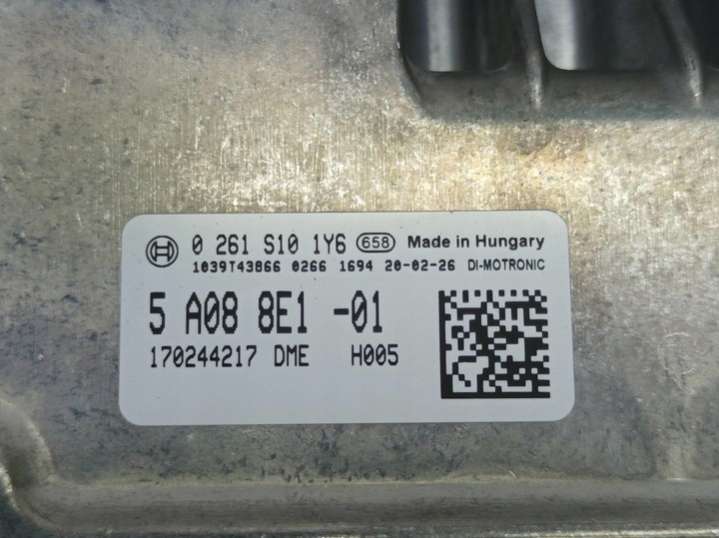 0 261 S10 1Y6 658 Made in Hungary
1039T43866 0266 1694 20-02-26 DI-MOTRONIC
5 A08 8E1 -01
170244217 DME H005